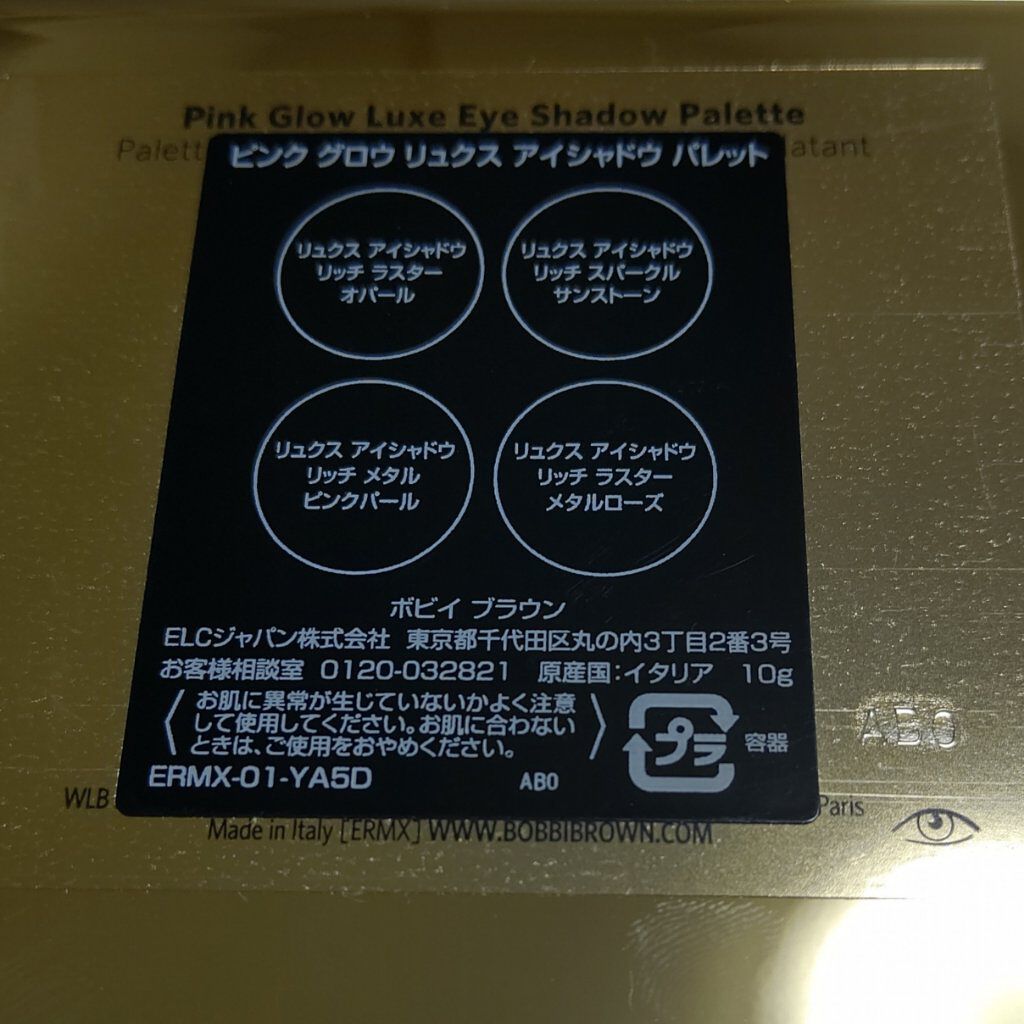 Pink Glow Luxe Eye Shadow Palette
Palett
latant
ピンク グロウ リュクス アイシャドウ パレット
リュクス アイシャドウ
リッチ ラスター
オパール
リュクス アイシャドウ
リッチ スパークル
サンストーン
リュクス アイシャドウ
リッチ メタル
ピンクパール
リュクス アイシャドウ
リッチ ラスター
メタルローズ
ボビイ ブラウン
ELCジャパン株式会社 東京都千代田区丸の内3丁目2番3号
お客様相談室 0120-032821 原産国:イタリア 10g
〈お肌に異常が生じていないかよく注意
して使用してください。お肌に合わない
ときは、ご使用をおやめください。〉
プラ
容器
ERMX-01-YA5D
AB0
AB0
WLB
Paris
Made in Italy [ERMX] WWW.BOBBIBROWN.COM